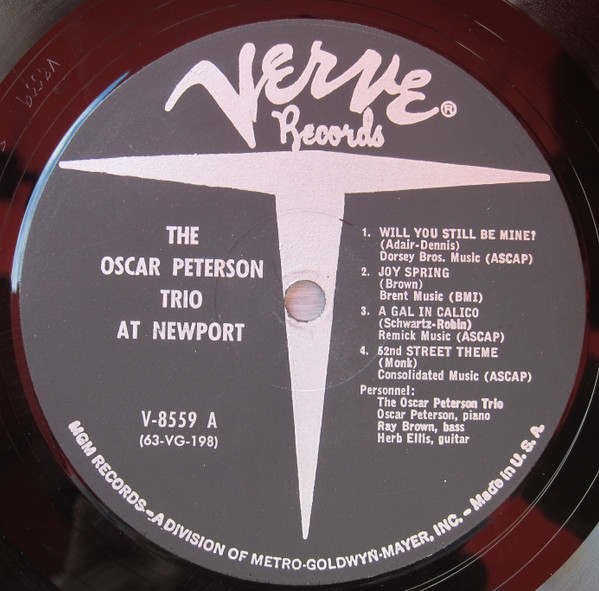 VERVE ®
Records
THE
OSCAR PETERSON
TRIO
AT NEWPORT
V-8559 A
(63-VG-198)
1. WILL YOU STILL BE MINE?
(Adair-Dennis)
Dorsey Bros. Music (ASCAP)
2. JOY SPRING
(Brown)
Brent Music (BMI)
3. A GAL IN CALICO
(Schwartz-Robin)
Remick Music (ASCAP)
4. 52nd STREET THEME
(Monk)
Consolidated Music (ASCAP)
Personnel:
The Oscar Peterson Trio
Oscar Peterson, piano
Ray Brown, bass
Herb Ellis, guitar
MGM RECORDS—A DIVISION OF METRO-GOLDWYN-MAYER, INC. – Made in U. S. A.